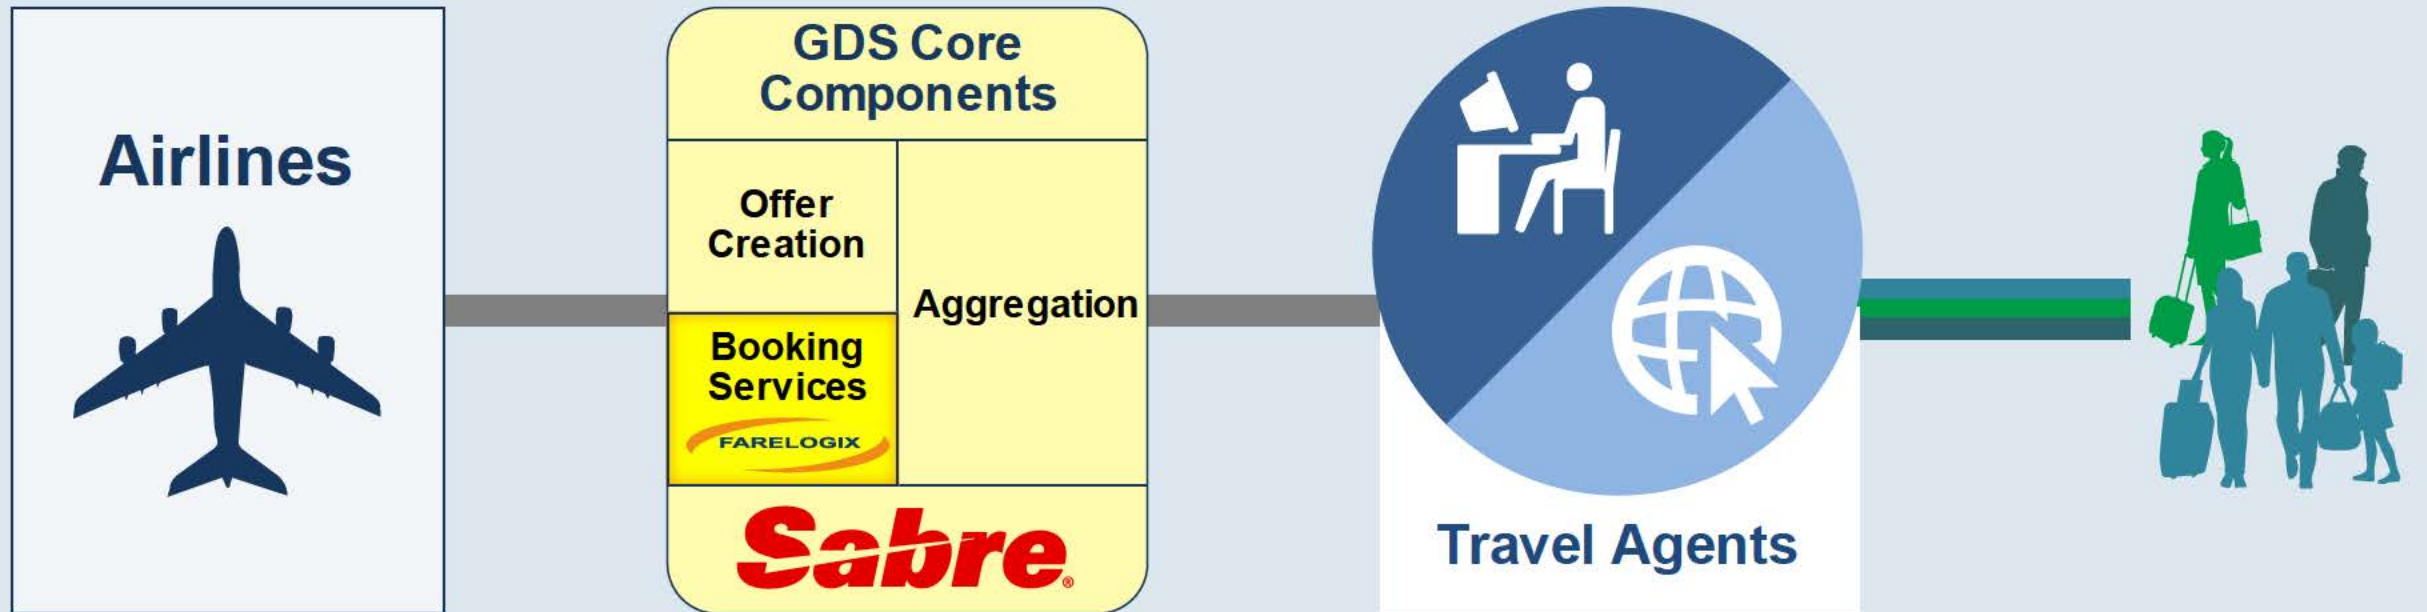 Airlines
GDS Core
Components
Offer
Creation
Booking
Services
FARELOGIX
Aggregation
Sabre®
Travel Agents